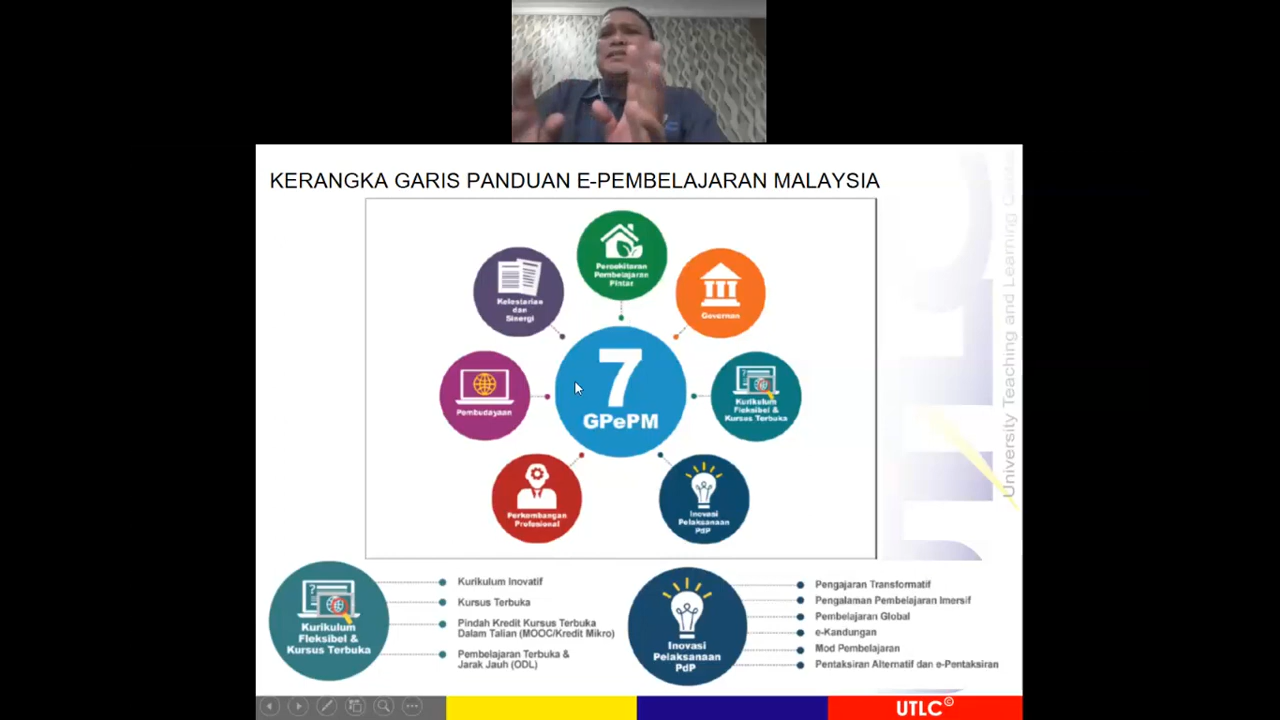 KERANGKA GARIS PANDUAN E-PEMBELAJARAN MALAYSIA
Persekitaran
Pembelajaran
Pintar
Kelestarian
dan
Sinergi
Governan
7
GPePM
Pembudayaan
Kurikulum
Fleksibel &
Kursus Terbuka
Perkembangan
Profesional
Inovasi
Pelaksanaan
PdP
University Teaching and Learning Center
Kurikulum
Fleksibel &
Kursus Terbuka
Kurikulum Inovatif
Kursus Terbuka
Pindah Kredit Kursus Terbuka
Dalam Talian (MOOC/Kredit Mikro)
Pembelajaran Terbuka &
Jarak Jauh (ODL)
Inovasi
Pelaksanaan
PdP
Pengajaran Transformatif
Pengalaman Pembelajaran Imersif
Pembelajaran Global
e-Kandungan
Mod Pembelajaran
Pentaksiran Alternatif dan e-Pentaksiran
UTLC©